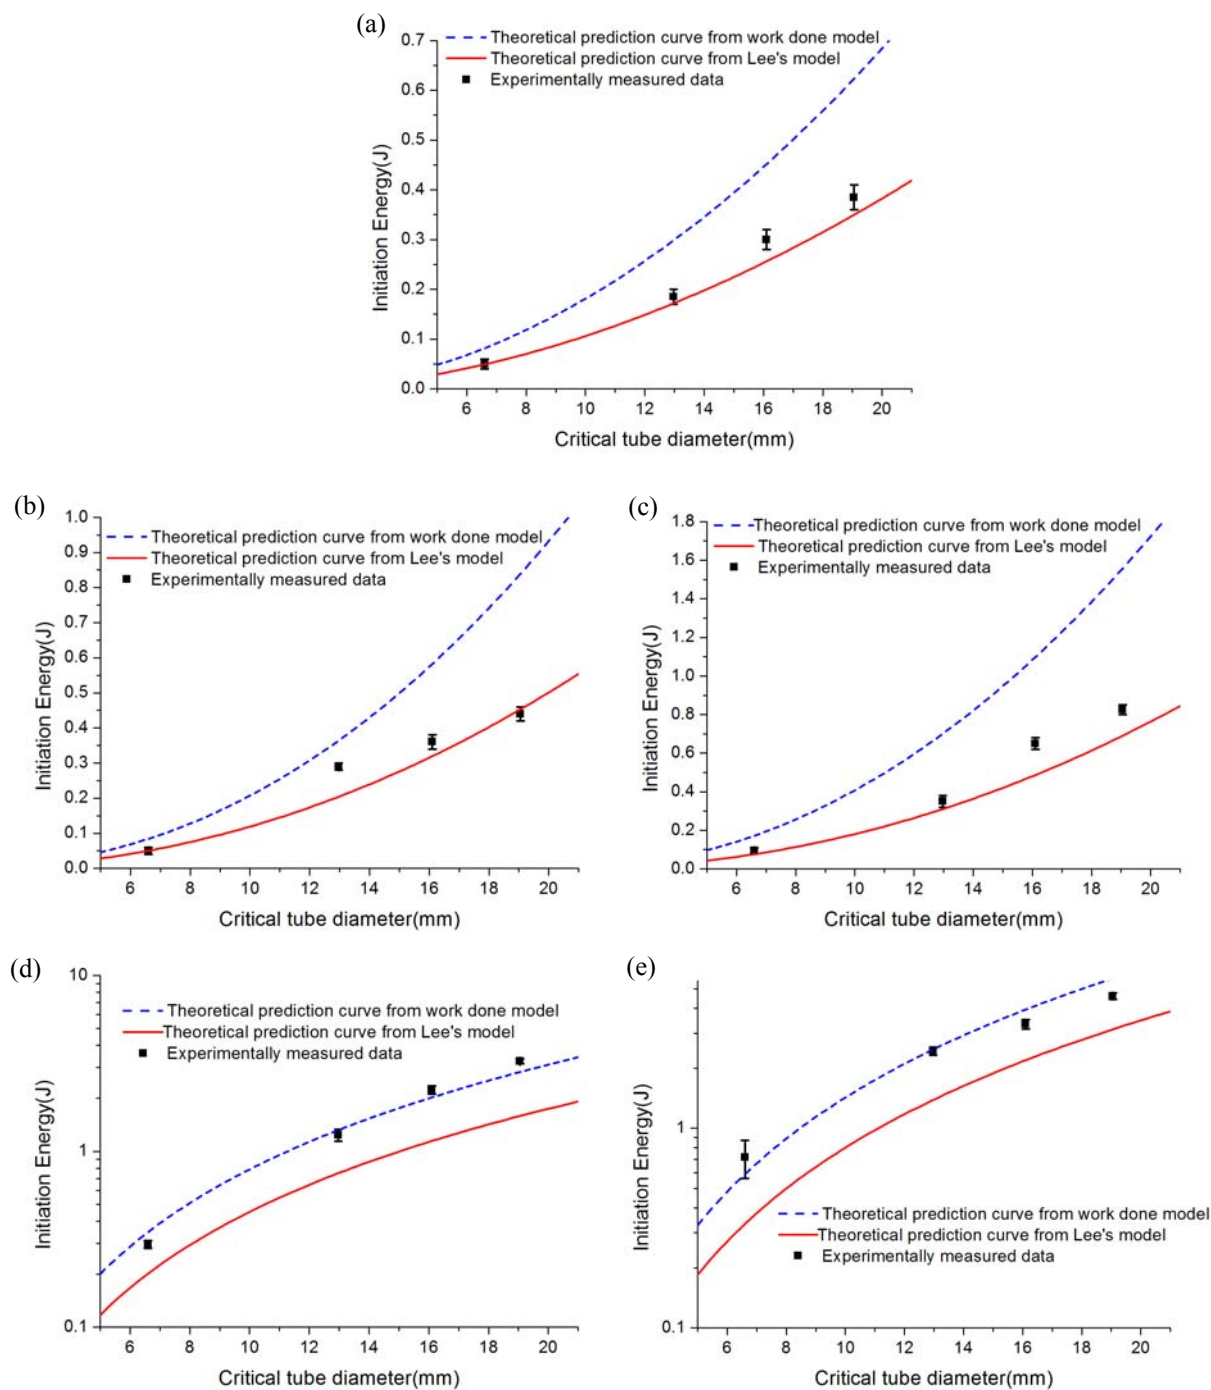 (a)
Theoretical prediction curve from work done model
Theoretical prediction curve from Lee's model
Experimentally measured data
Initiation Energy(J)
0.7
0.6
0.5
0.4
0.3
0.2
0.1
0.0
6 8 10 12 14 16 18 20
Critical tube diameter(mm)
(b)
Theoretical prediction curve from work done model
Theoretical prediction curve from Lee's model
Experimentally measured data
Initiation Energy(J)
1.0
0.9
0.8
0.7
0.6
0.5
0.4
0.3
0.2
0.1
0.0
6 8 10 12 14 16 18 20
Critical tube diameter(mm)
(c)
Theoretical prediction curve from work done model
Theoretical prediction curve from Lee's model
Experimentally measured data
Initiation Energy(J)
1.8
1.6
1.4
1.2
1.0
0.8
0.6
0.4
0.2
0.0
6 8 10 12 14 16 18 20
Critical tube diameter(mm)
(d)
Theoretical prediction curve from work done model
Theoretical prediction curve from Lee's model
Experimentally measured data
Initiation Energy(J)
10
1
0.1
6 8 10 12 14 16 18 20
Critical tube diameter(mm)
(e)
Initiation Energy(J)
1
0.1
Theoretical prediction curve from work done model
Theoretical prediction curve from Lee's model
Experimentally measured data
6 8 10 12 14 16 18 20
Critical tube diameter(mm)